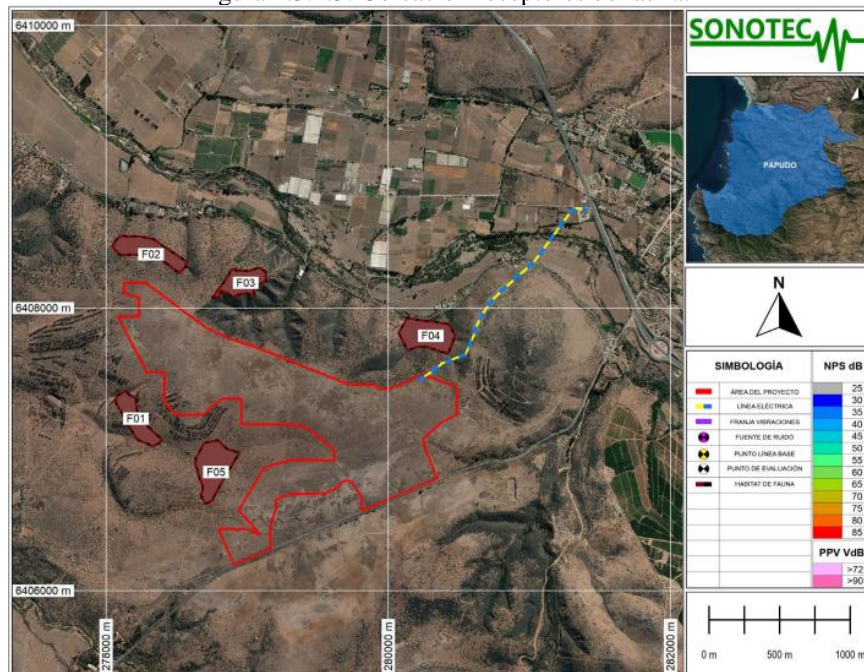 6410000 m
6408000 m
6406000 m
278000 m
280000 m
282000 m
F02
F03
F04
F01
F05
SONOTEC
PAPUDO
N
SIMBOLOGÍA
ÁREA DEL PROYECTO
LÍNEA ELÉCTRICA
FRANJA VIBRACIONES
FUENTE DE RUIDO
PUNTO LÍNEA BASE
PUNTO DE EVALUACIÓN
HABITAT DE FAUNA
NPS dB
25
30
35
40
45
50
55
60
65
70
75
80
85
PPV VdB
>72
>90
0 m 500 m 1000 m